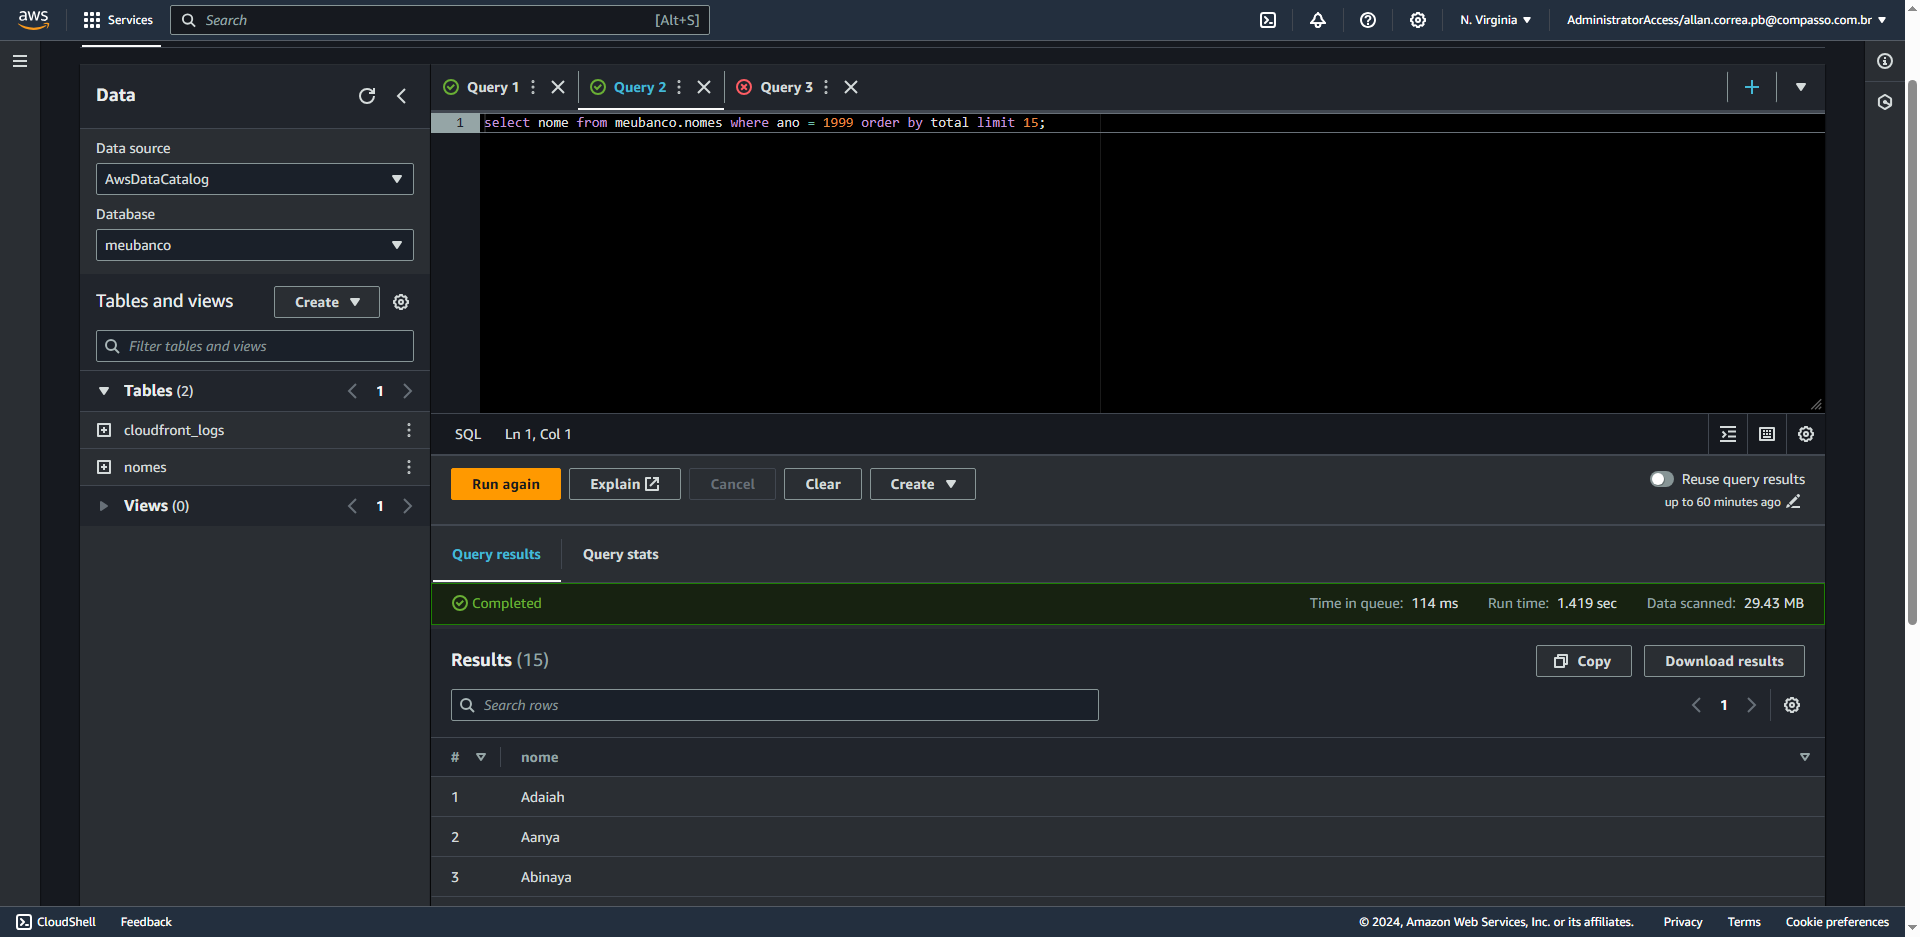 aws
Services
Search
[Alt+S]
N. Virginia
AdministratorAccess/allan.correa.pb@compasso.com.br
Data
Data source
AwsDataCatalog
Database
meubanco
Tables and views
Create
Filter tables and views
Tables (2)
1
cloudfront_logs
nomes
Views (0)
1
Query 1
Query 2
Query 3
1
select nome from meubanco.nomes where ano = 1999 order by total limit 15;
SQL
Ln 1, Col 1
Run again
Explain
Cancel
Clear
Create
Reuse query results
up to 60 minutes ago
Query results
Query stats
Completed
Time in queue: 114 ms
Run time: 1.419 sec
Data scanned: 29.43 MB
Results (15)
Copy
Download results
Search rows
1
# nome
1 Adaiah
2 Aanya
3 Abinaya
CloudShell
Feedback
© 2024, Amazon Web Services, Inc. or its affiliates.
Privacy
Terms
Cookie preferences